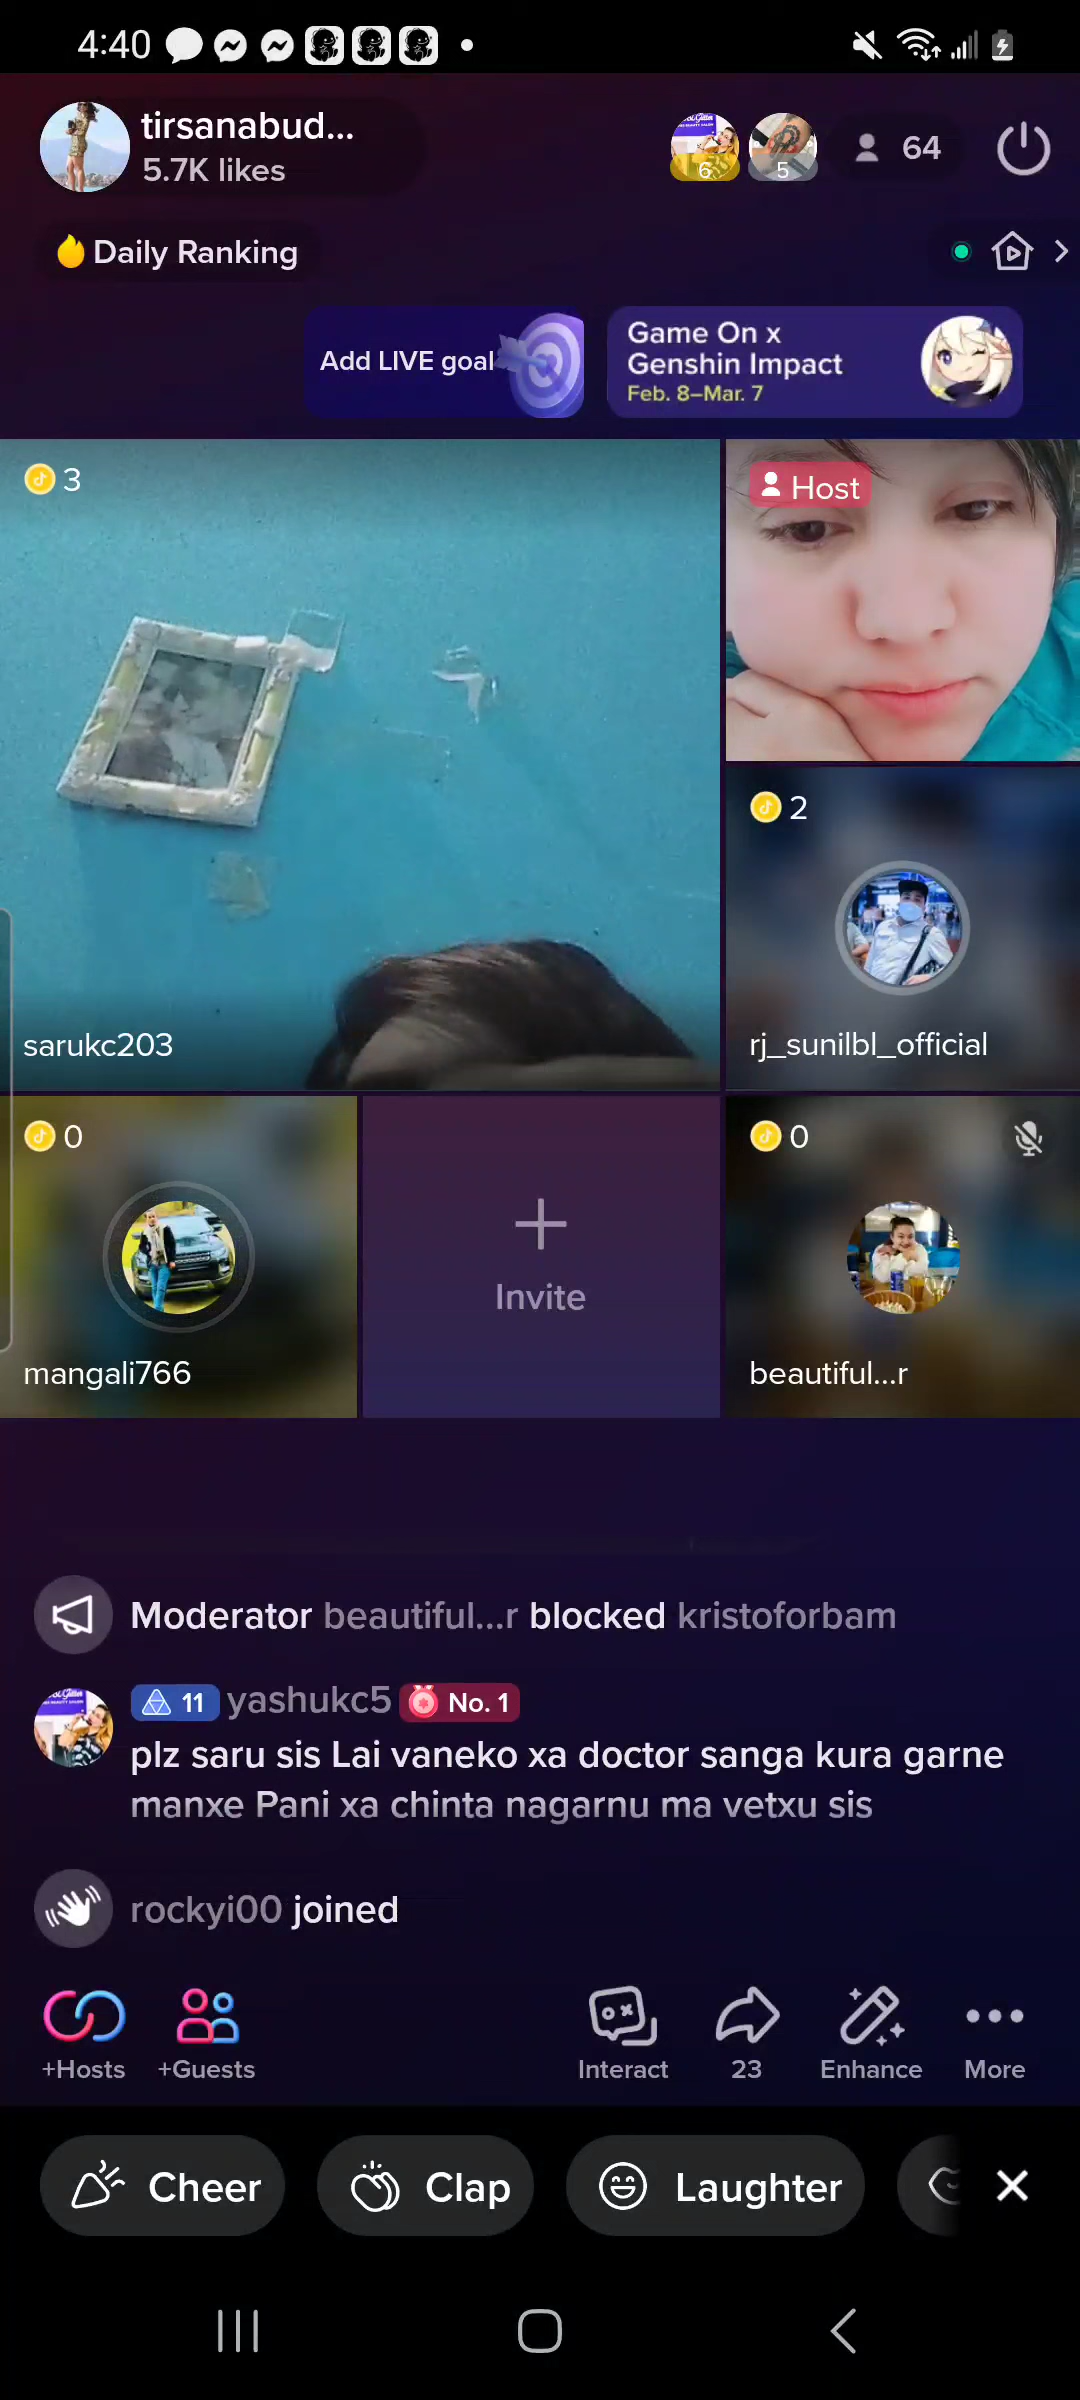 4:40
tirsanabud...
5.7K likes
6
5
64
Daily Ranking
Add LIVE goal
Game On x
Genshin Impact
Feb. 8–Mar. 7
3
Host
2
sarukc203
rj_sunilbl_official
0
0
Invite
mangali766
beautiful...r
Moderator beautiful...r blocked kristoforbam
11 yashukc5 No. 1
plz saru sis Lai vaneko xa doctor sanga kura garne
manxe Pani xa chinta nagarnu ma vetxu sis
rockyi00 joined
+Hosts
+Guests
Interact
23
Enhance
More
Cheer
Clap
Laughter